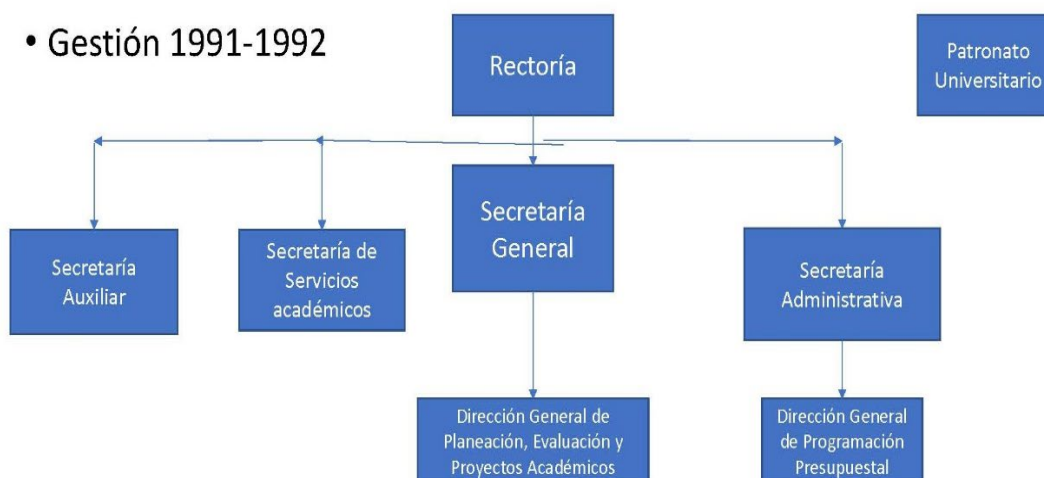 • Gestión 1991-1992
Rectoría
Patronato
Universitario
Secretaría
Auxiliar
Secretaría de
Servicios
académicos
Secretaría
General
Secretaría
Administrativa
Dirección General de
Planeación, Evaluación y
Proyectos Académicos
Dirección General
de Programación
Presupuestal